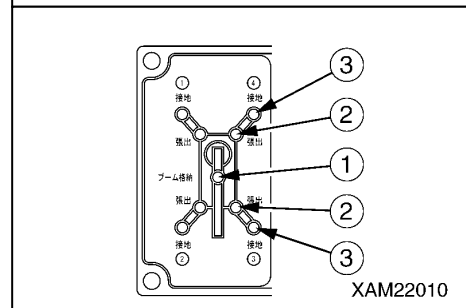 ① ④
接地 接地
③
張出 張出
②
ブーム格納
①
張出 張出
②
接地 接地
② ③
③
XAM22010